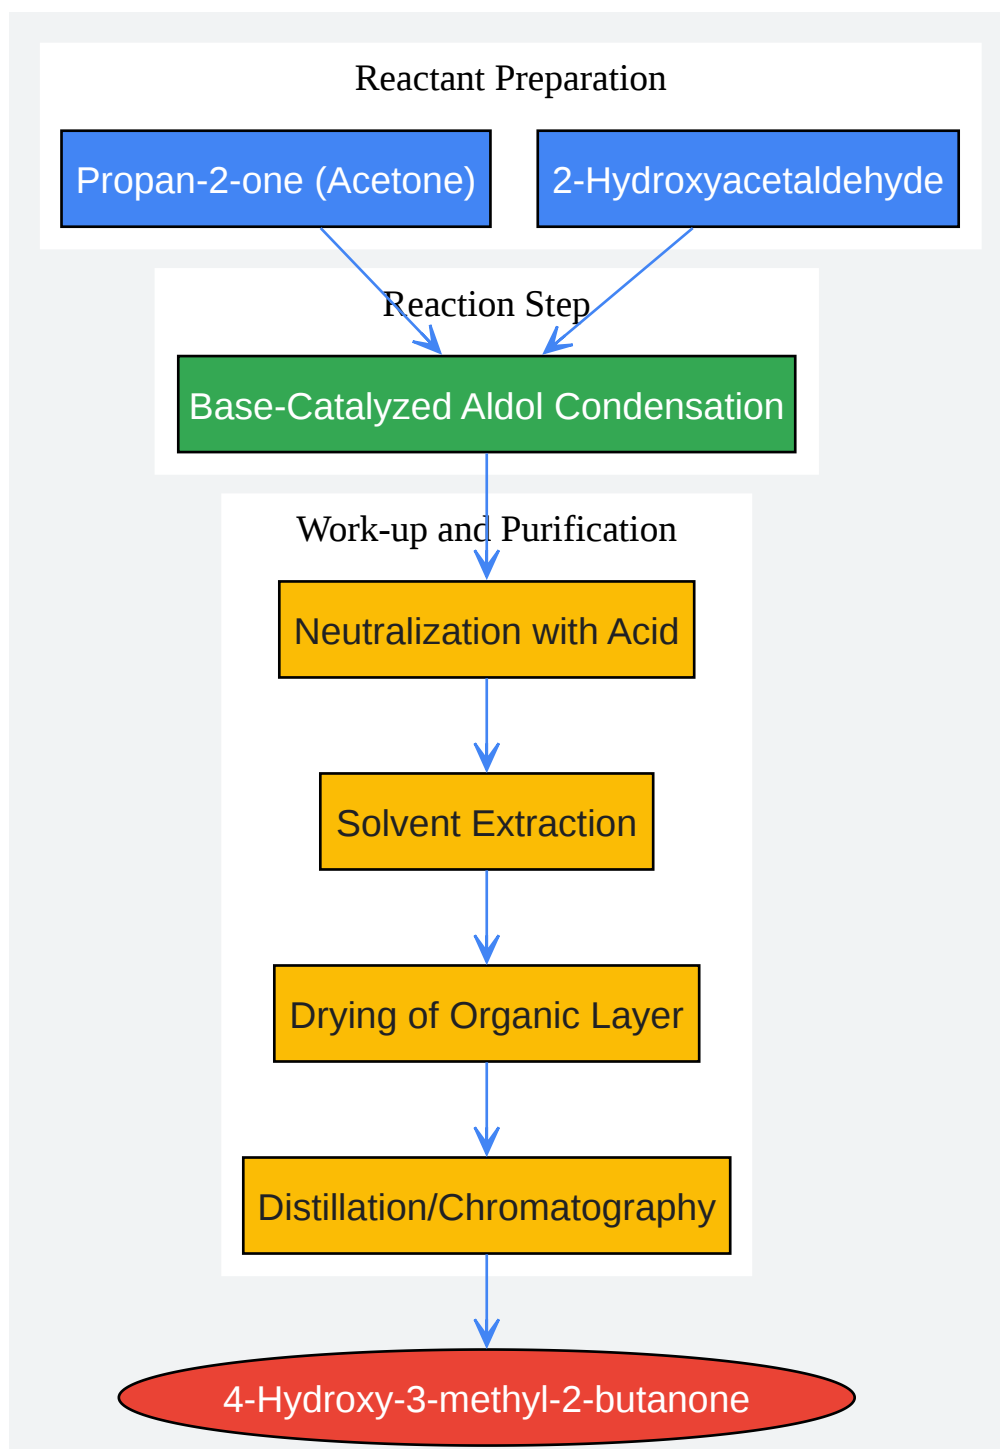 Reactant Preparation
Propan-2-one (Acetone)
2-Hydroxyacetaldehyde
Reaction Step
Base-Catalyzed Aldol Condensation
Work-up and Purification
Neutralization with Acid
Solvent Extraction
Drying of Organic Layer
Distillation/Chromatography
4-Hydroxy-3-methyl-2-butanone